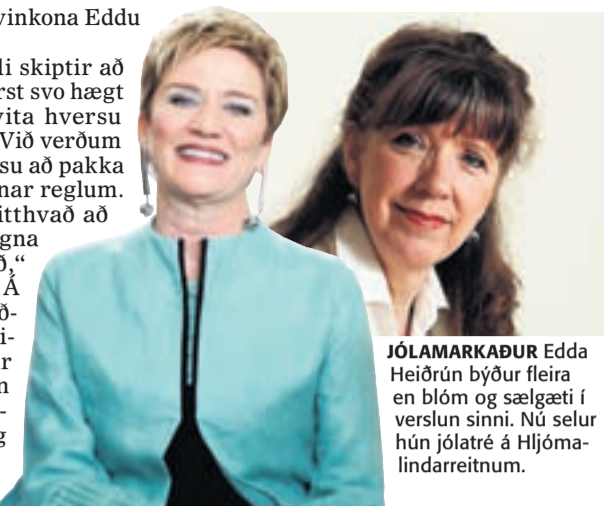 vinkona Eddu
li skiptir að
rst svo hægt
vita hversu
Við verðum
su að pakka
nar reglum.
itthvað að
gna
ð,“
Á
ð-
i-
r
n
-
g
JÓLAMARKAÐUR Edda
Heiðrún býður fleira
en blóm og sælgæti í
verslun sinni. Nú selur
hún jólatré á Hljóma-
lindarreitnum.